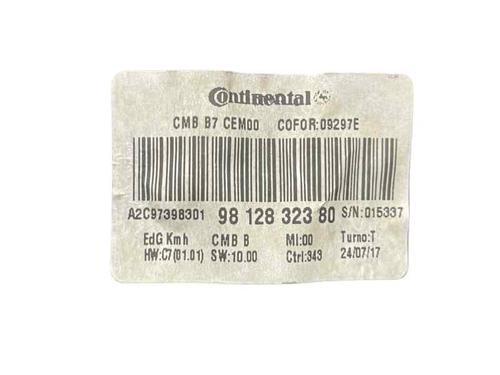 Continental
CMB B7 CEM00 COFOR:09297E
A2C97398301 98 128 323 80 S/N:015337
EdG Kmh CMB B MI:00 Turno:T
HW:C7(01.01) SW:10.00 Ctrl:343 24/07/17